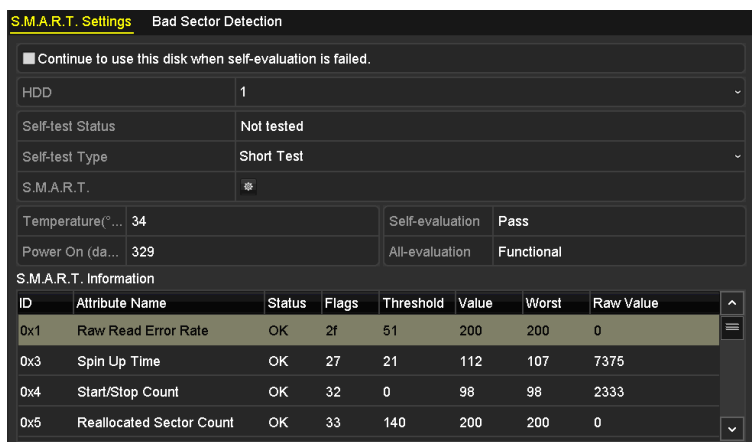 S.M.A.R.T. Settings Bad Sector Detection
Continue to use this disk when self-evaluation is failed.
HDD 1
Self-test Status Not tested
Self-test Type Short Test
S.M.A.R.T.
Temperature(°... 34 Self-evaluation Pass
Power On (da... 329 All-evaluation Functional
S.M.A.R.T. Information
ID Attribute Name Status Flags Threshold Value Worst Raw Value
0x1 Raw Read Error Rate OK 2f 51 200 200 0
0x3 Spin Up Time OK 27 21 112 107 7375
0x4 Start/Stop Count OK 32 0 98 98 2333
0x5 Reallocated Sector Count OK 33 140 200 200 0